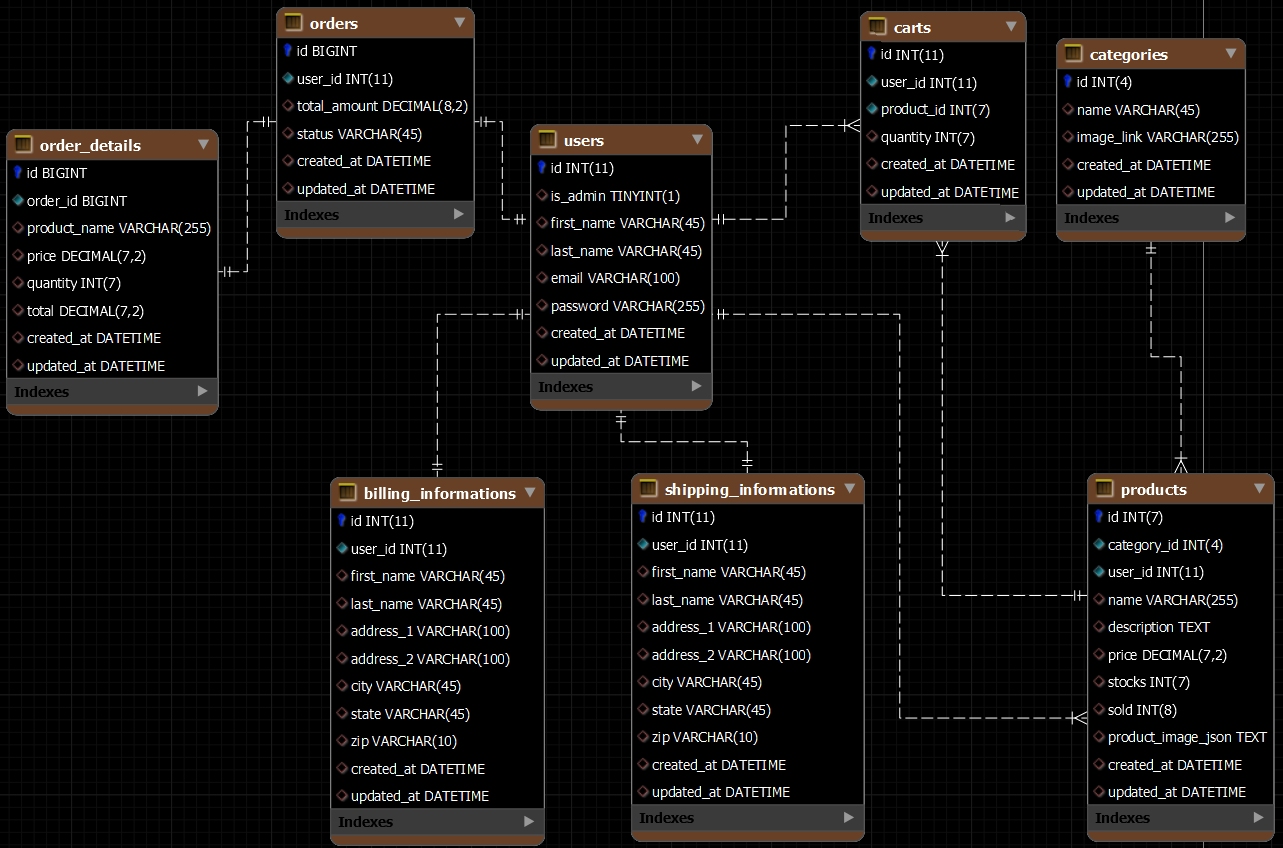 orders
id BIGINT
user_id INT(11)
total_amount DECIMAL(8,2)
status VARCHAR(45)
created_at DATETIME
updated_at DATETIME
Indexes
carts
id INT(11)
user_id INT(11)
product_id INT(7)
quantity INT(7)
created_at DATETIME
updated_at DATETIME
Indexes
categories
id INT(4)
name VARCHAR(45)
image_link VARCHAR(255)
created_at DATETIME
updated_at DATETIME
Indexes
order_details
id BIGINT
order_id BIGINT
product_name VARCHAR(255)
price DECIMAL(7,2)
quantity INT(7)
total DECIMAL(7,2)
created_at DATETIME
updated_at DATETIME
Indexes
users
id INT(11)
is_admin TINYINT(1)
first_name VARCHAR(45)
last_name VARCHAR(45)
email VARCHAR(100)
password VARCHAR(255)
created_at DATETIME
updated_at DATETIME
Indexes
billing_informations
id INT(11)
user_id INT(11)
first_name VARCHAR(45)
last_name VARCHAR(45)
address_1 VARCHAR(100)
address_2 VARCHAR(100)
city VARCHAR(45)
state VARCHAR(45)
zip VARCHAR(10)
created_at DATETIME
updated_at DATETIME
Indexes
shipping_informations
id INT(11)
user_id INT(11)
first_name VARCHAR(45)
last_name VARCHAR(45)
address_1 VARCHAR(100)
address_2 VARCHAR(100)
city VARCHAR(45)
state VARCHAR(45)
zip VARCHAR(10)
created_at DATETIME
updated_at DATETIME
Indexes
products
id INT(7)
category_id INT(4)
user_id INT(11)
name VARCHAR(255)
description TEXT
price DECIMAL(7,2)
stocks INT(7)
sold INT(8)
product_image_json TEXT
created_at DATETIME
updated_at DATETIME
Indexes